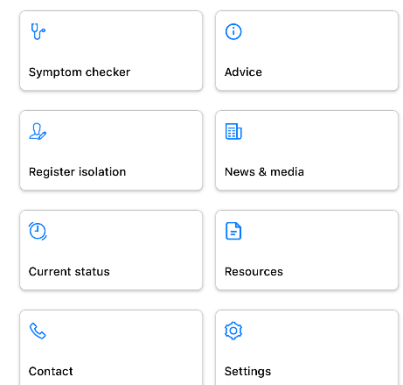 Symptom checker
Advice
Register isolation
News & media
Current status
Resources
Contact
Settings